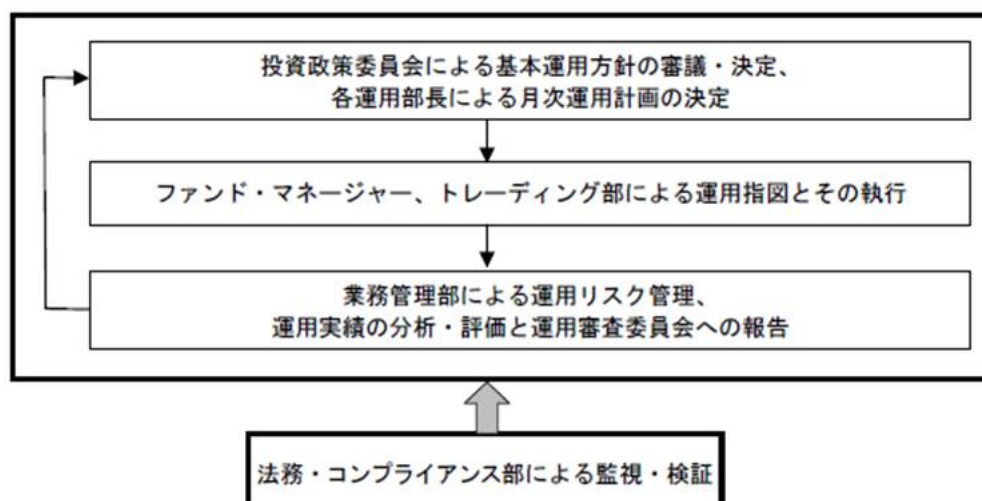 投資政策委員会による基本運用方針の審議・決定、
各運用部長による月次運用計画の決定
ファンド・マネージャー、トレーディング部による運用指図とその執行
業務管理部による運用リスク管理、
運用実績の分析・評価と運用審査委員会への報告
法務・コンプライアンス部による監視・検証